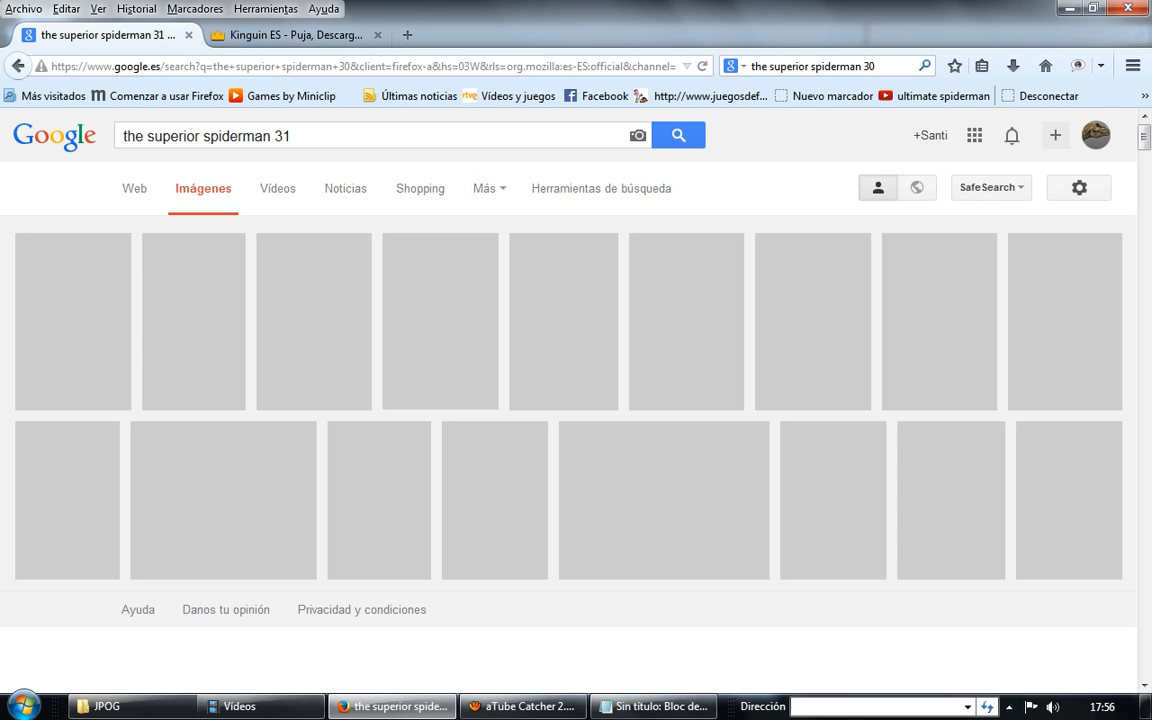 Archivo Editar Ver Historial Marcadores Herramientas Ayuda
the superior spiderman 31 ...
Kinguin ES - Puja, Descarg...
https://www.google.es/search?q=the+superior+spiderman+30&client=firefox-a&hs=03W&rls=org.mozilla:es-ES:official&channel=
the superior spiderman 30
Más visitados
Comenzar a usar Firefox
Games by Miniclip
Últimas noticias
rtve Vídeos y juegos
Facebook
http://www.juegosdef...
Nuevo marcador
ultimate spiderman
Desconectar
Google
the superior spiderman 31
+Santi
Web Imágenes Vídeos Noticias Shopping Más Herramientas de búsqueda
SafeSearch
Ayuda Danos tu opinión Privacidad y condiciones
JPOG
Vídeos
the superior spide...
aTube Catcher 2....
Sin título: Bloc de...
Dirección
17:56